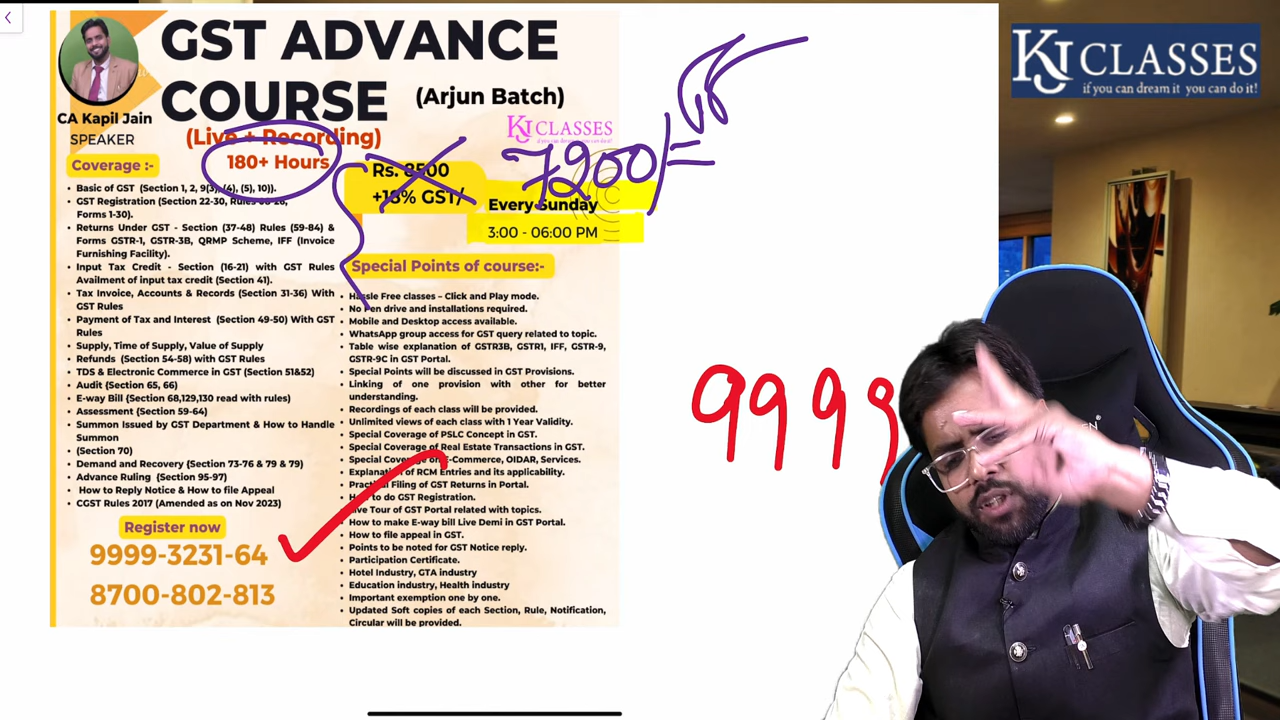 GST ADVANCE
COURSE (Arjun Batch)
CA Kapil Jain
SPEAKER
(Live + Recording)
180+ Hours
KJ CLASSES
Coverage :-
• Basic of GST (Section 1, 2, 9(3), (4), (5), 10)).
• GST Registration (Section 22-30, Rules
Forms 1-30).
• Returns Under GST - Section (37-48) Rules (59-84) &
Forms GSTR-1, GSTR-3B, QRMP Scheme, IFF (Invoice
Furnishing Facility).
• Input Tax Credit - Section (16-21) with GST Rules
Availment of input tax credit (Section 41).
• Tax Invoice, Accounts & Records (Section 31-36) With
GST Rules
• Payment of Tax and Interest (Section 49-50) With GST
Rules
• Supply, Time of Supply, Value of Supply
• Refunds (Section 54-58) with GST Rules
• TDS & Electronic Commerce in GST (Section 51&52)
• Audit (Section 65, 66)
• E-way Bill (Section 68,129,130 read with rules)
• Assessment (Section 59-64)
• Summon Issued by GST Department & How to Handle
Summon
• (Section 70)
• Demand and Recovery (Section 73-76 & 79 & 79)
• Advance Ruling (Section 95-97)
• How to Reply Notice & How to file Appeal
• CGST Rules 2017 (Amended as on Nov 2023)
Register now
9999-3231-64
8700-802-813
Rs. 8500
+18% GST/
7200/=
Every Sunday
3:00 - 06:00 PM
Special Points of course:-
• Hassle Free classes – Click and Play mode.
• No Pen drive and installations required.
• Mobile and Desktop access available.
• WhatsApp group access for GST query related to topic.
• Table wise explanation of GSTR3B, GSTR1, IFF, GSTR-9,
GSTR-9C in GST Portal.
• Special Points will be discussed in GST Provisions.
• Linking of one provision with other for better
understanding.
• Recordings of each class will be provided.
• Unlimited views of each class with 1 Year Validity.
• Special Coverage of PSLC Concept in GST.
• Special Coverage of Real Estate Transactions in GST.
• Special Coverage on E-Commerce, OIDAR, Services.
• Explanation of RCM Entries and its applicability.
• Practical Filing of GST Returns in Portal.
• How to do GST Registration.
• Live Tour of GST Portal related with topics.
• How to make E-way bill Live Demi in GST Portal.
• How to file appeal in GST.
• Points to be noted for GST Notice reply.
• Participation Certificate.
• Hotel Industry, GTA industry
• Education industry, Health industry
• Important exemption one by one.
• Updated Soft copies of each Section, Rule, Notification,
Circular will be provided.
9999
KJ CLASSES
if you can dream it you can do it!